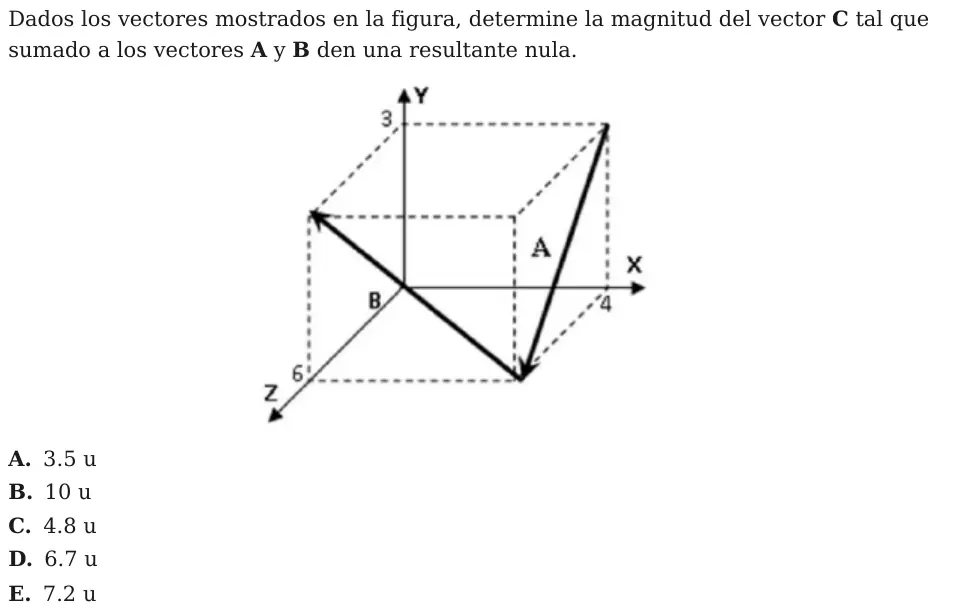 Dados los vectores mostrados en la figura, determine la magnitud del vector C tal que
sumado a los vectores A y B den una resultante nula.
Y
3
A
X
B
4
6
Z
A. 3.5 u
B. 10 u
C. 4.8 u
D. 6.7 u
E. 7.2 u